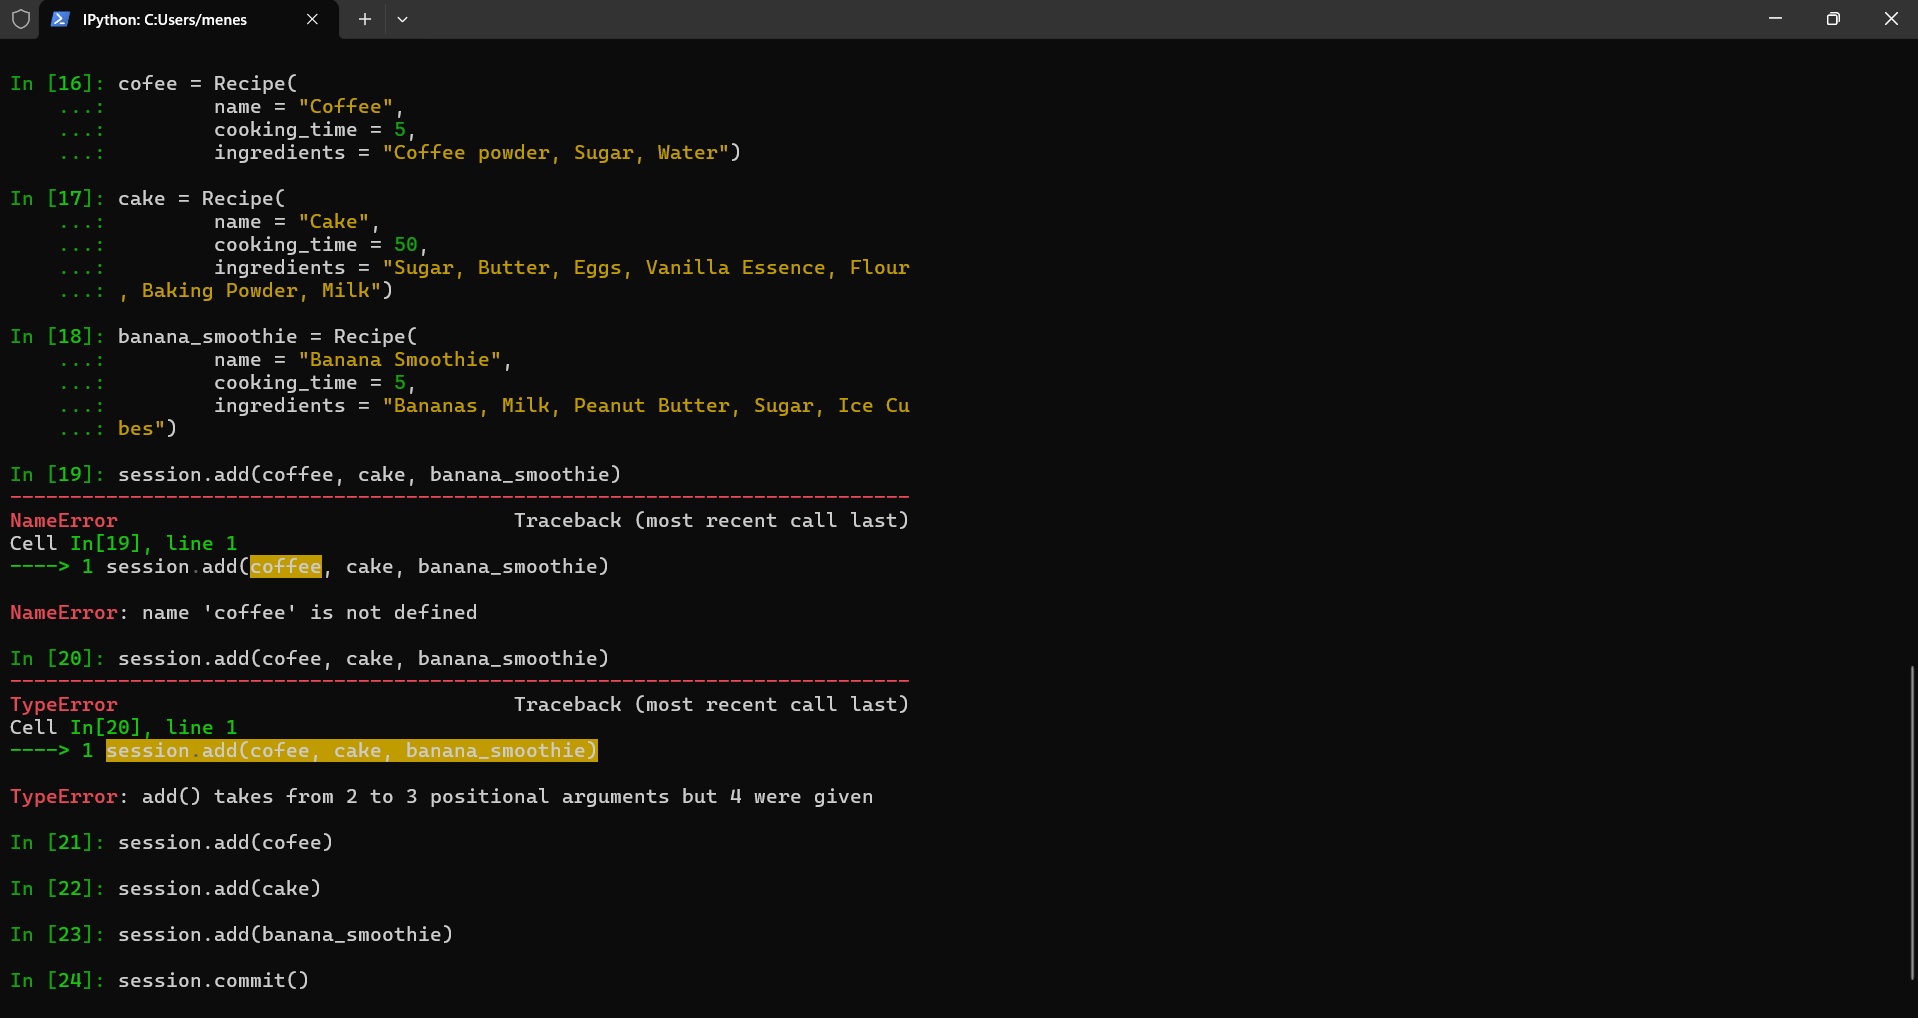 IPython: C:Users/menes
In [16]: cofee = Recipe(
    ...:         name = "Coffee",
    ...:         cooking_time = 5,
    ...:         ingredients = "Coffee powder, Sugar, Water")
In [17]: cake = Recipe(
    ...:         name = "Cake",
    ...:         cooking_time = 50,
    ...:         ingredients = "Sugar, Butter, Eggs, Vanilla Essence, Flour
    ...: , Baking Powder, Milk")
In [18]: banana_smoothie = Recipe(
    ...:         name = "Banana Smoothie",
    ...:         cooking_time = 5,
    ...:         ingredients = "Bananas, Milk, Peanut Butter, Sugar, Ice Cu
    ...: bes")
In [19]: session.add(coffee, cake, banana_smoothie)
---------------------------------------------------------------------------
NameError                                 Traceback (most recent call last)
Cell In[19], line 1
----> 1 session.add(coffee, cake, banana_smoothie)
NameError: name 'coffee' is not defined
In [20]: session.add(cofee, cake, banana_smoothie)
---------------------------------------------------------------------------
TypeError                                 Traceback (most recent call last)
Cell In[20], line 1
----> 1 session.add(cofee, cake, banana_smoothie)
TypeError: add() takes from 2 to 3 positional arguments but 4 were given
In [21]: session.add(cofee)
In [22]: session.add(cake)
In [23]: session.add(banana_smoothie)
In [24]: session.commit()